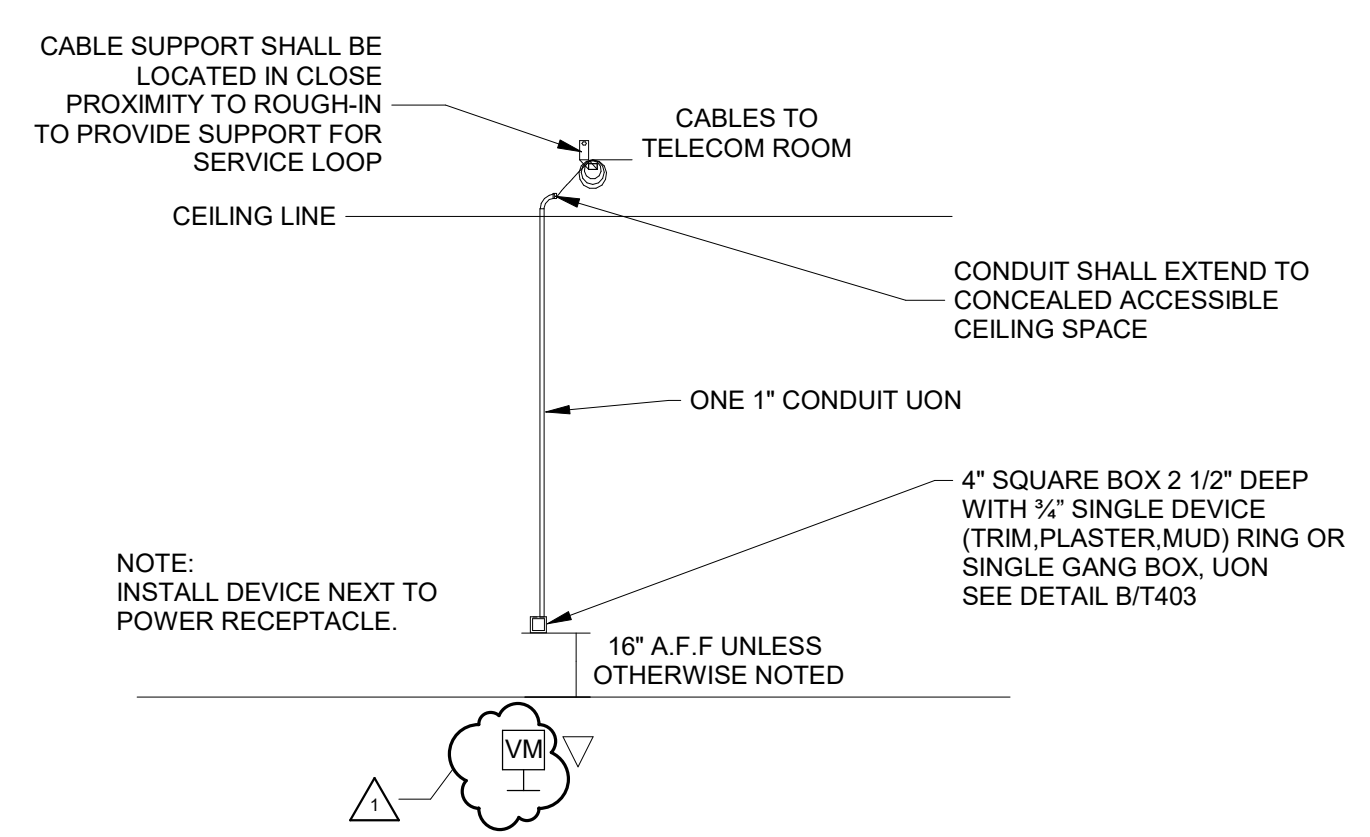 CABLE SUPPORT SHALL BE
LOCATED IN CLOSE
PROXIMITY TO ROUGH-IN
TO PROVIDE SUPPORT FOR
SERVICE LOOP
CABLES TO
TELECOM ROOM
CEILING LINE
CONDUIT SHALL EXTEND TO
CONCEALED ACCESSIBLE
CEILING SPACE
ONE 1" CONDUIT UON
4" SQUARE BOX 2 1/2" DEEP
WITH ¾” SINGLE DEVICE
(TRIM,PLASTER,MUD) RING OR
SINGLE GANG BOX, UON
SEE DETAIL B/T403
NOTE:
INSTALL DEVICE NEXT TO
POWER RECEPTACLE.
16" A.F.F UNLESS
OTHERWISE NOTED
VM
1